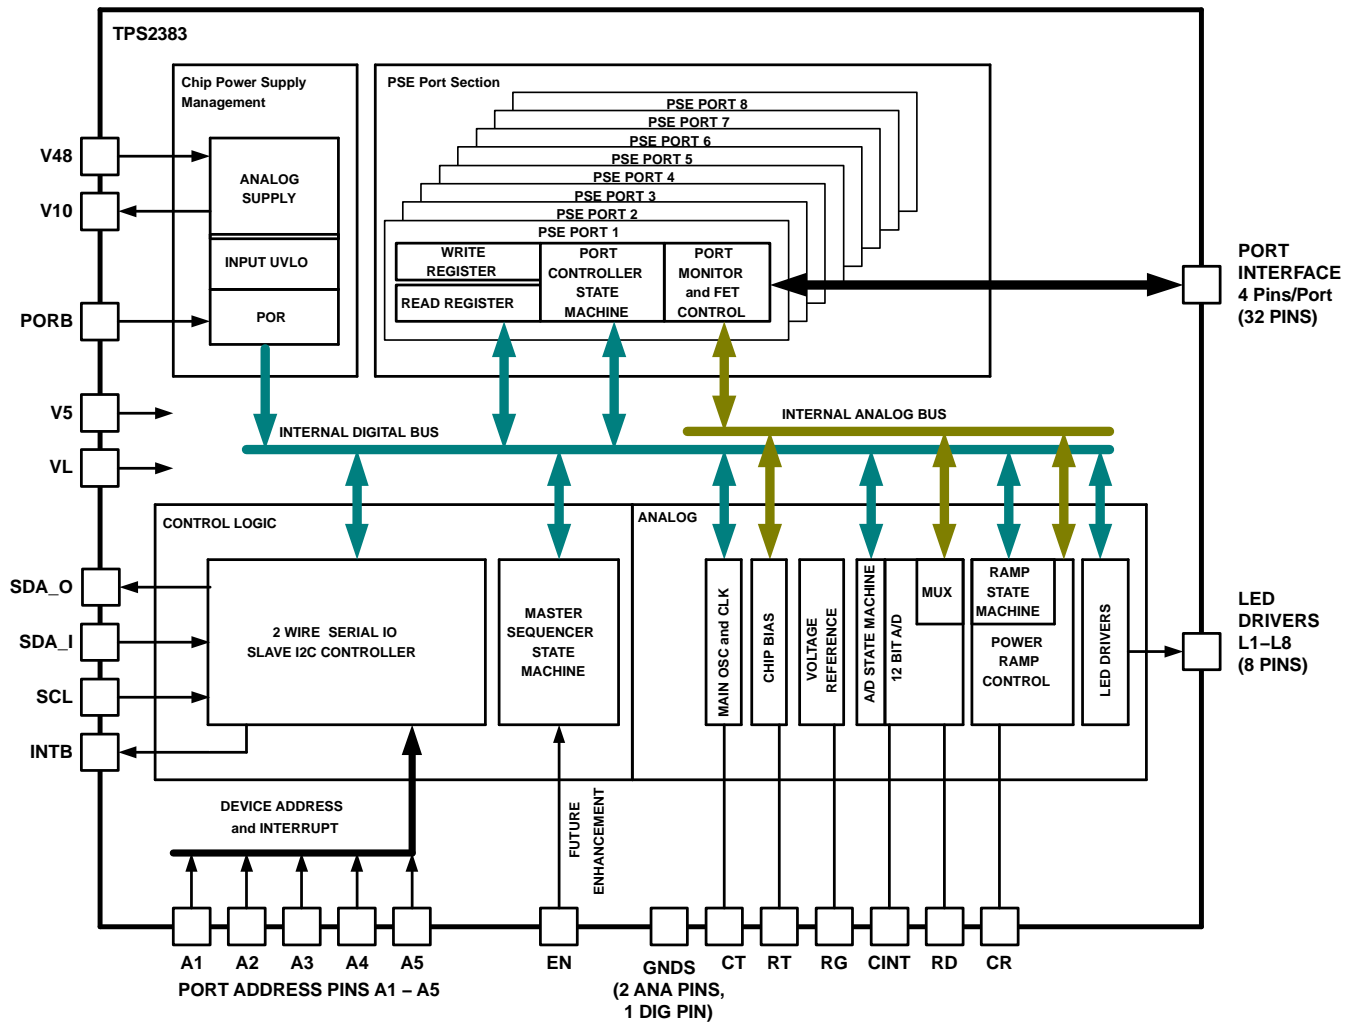 TPS2383
Chip Power Supply
Management
PSE Port Section
PSE PORT 8
PSE PORT 7
PSE PORT 6
PSE PORT 5
PSE PORT 4
PSE PORT 3
PSE PORT 2
PSE PORT 1
V48
V10
PORB
V5
VL
ANALOG
SUPPLY
INPUT UVLO
POR
WRITE
REGISTER
READ REGISTER
PORT
CONTROLLER
STATE
MACHINE
PORT
MONITOR
and FET
CONTROL
PORT
INTERFACE
4 Pins/Port
(32 PINS)
INTERNAL ANALOG BUS
INTERNAL DIGITAL BUS
CONTROL LOGIC
ANALOG
SDA_O
SDA_I
SCL
INTB
2 WIRE SERIAL IO
SLAVE I2C CONTROLLER
MASTER
SEQUENCER
STATE
MACHINE
MAIN OSC and CLK
CHIP BIAS
VOLTAGE
REFERENCE
A/D STATE MACHINE
12 BIT A/D
MUX
RAMP
STATE
MACHINE
POWER
RAMP
CONTROL
LED DRIVERS
LED
DRIVERS
L1–L8
(8 PINS)
DEVICE ADDRESS
and INTERRUPT
FUTURE
ENHANCEMENT
A1
A2
A3
A4
A5
PORT ADDRESS PINS A1 – A5
EN
GNDS
(2 ANA PINS,
1 DIG PIN)
CT
RT
RG
CINT
RD
CR